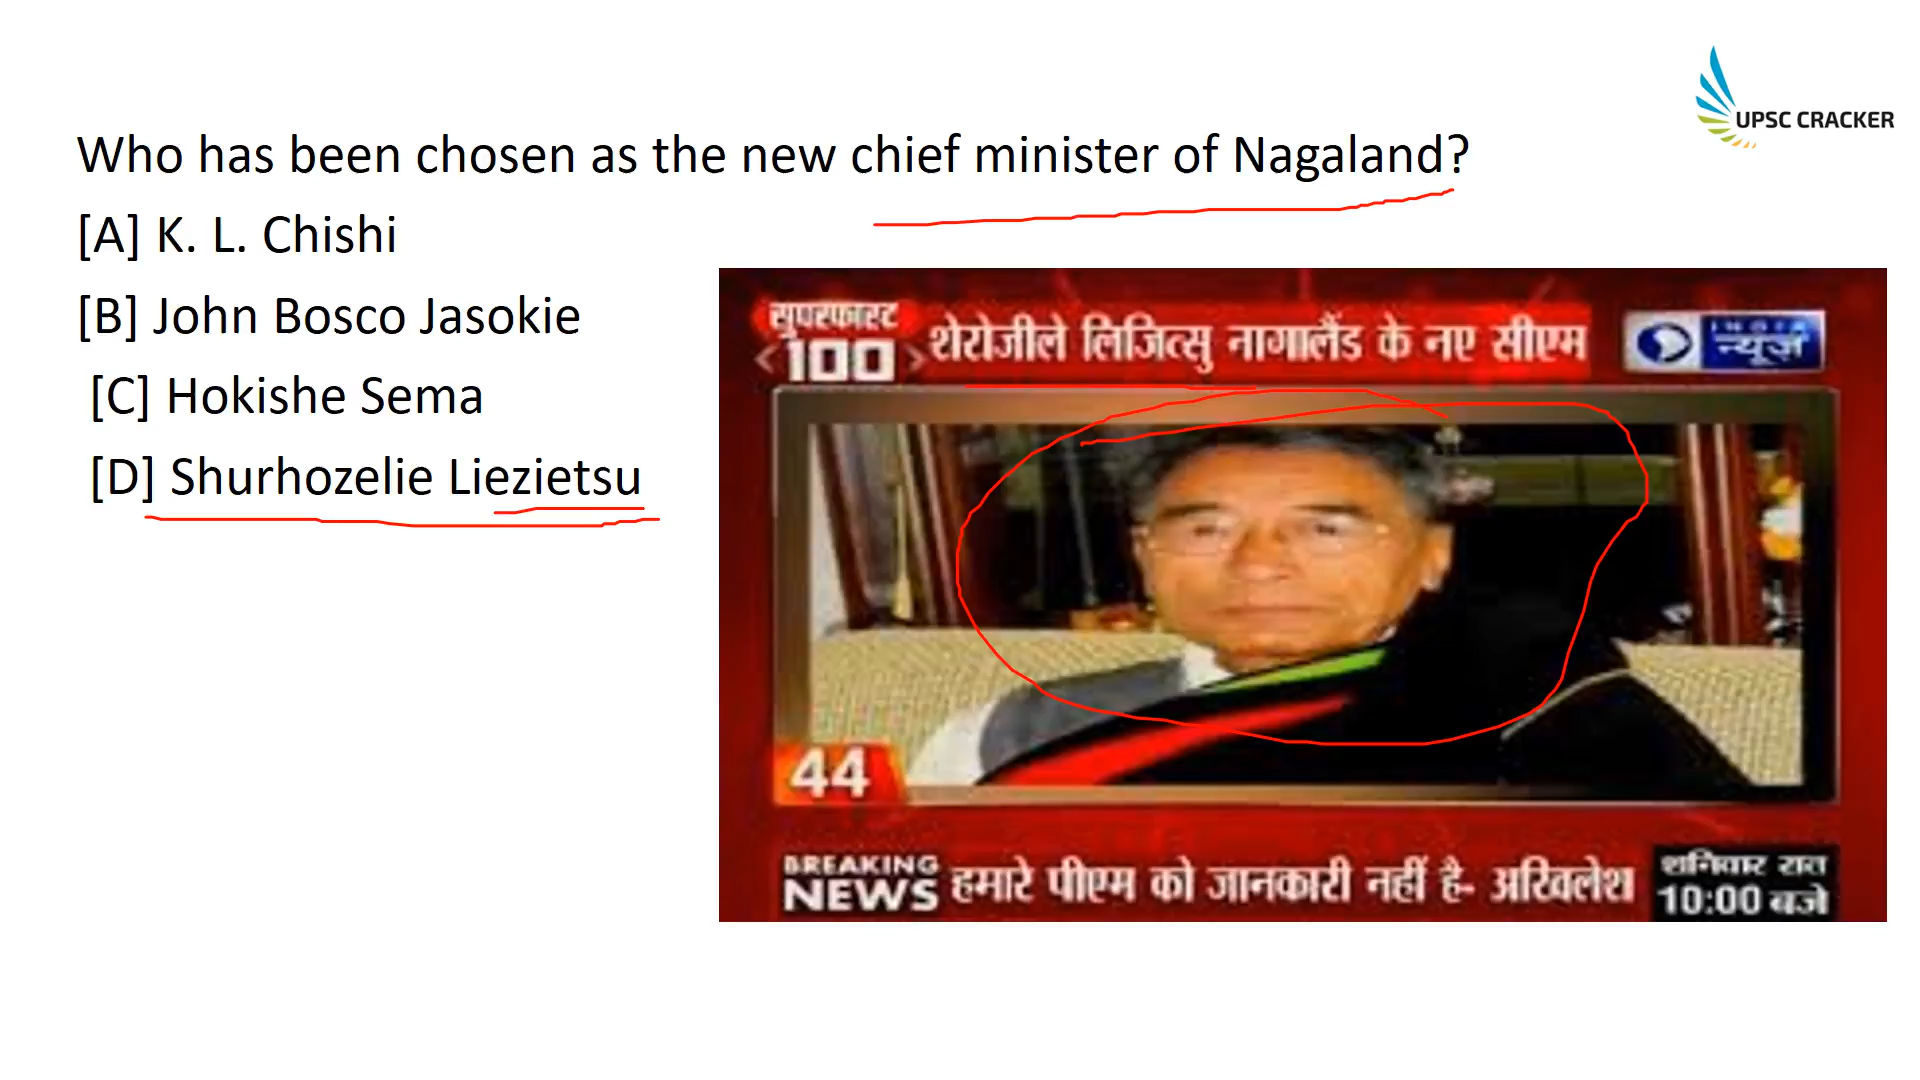 UPSC CRACKER
Who has been chosen as the new chief minister of Nagaland?
[A] K. L. Chishi
[B] John Bosco Jasokie
[C] Hokishe Sema
[D] Shurhozelie Liezietsu
सुपरफास्ट
100
शेरोजीले लिजित्सु नागालैंड के नए सीएम
INDIA
न्यूज़
44
BREAKING
NEWS
हमारे पीएम को जानकारी नहीं है- अखिलेश
शनिवार रात
10:00 बजे